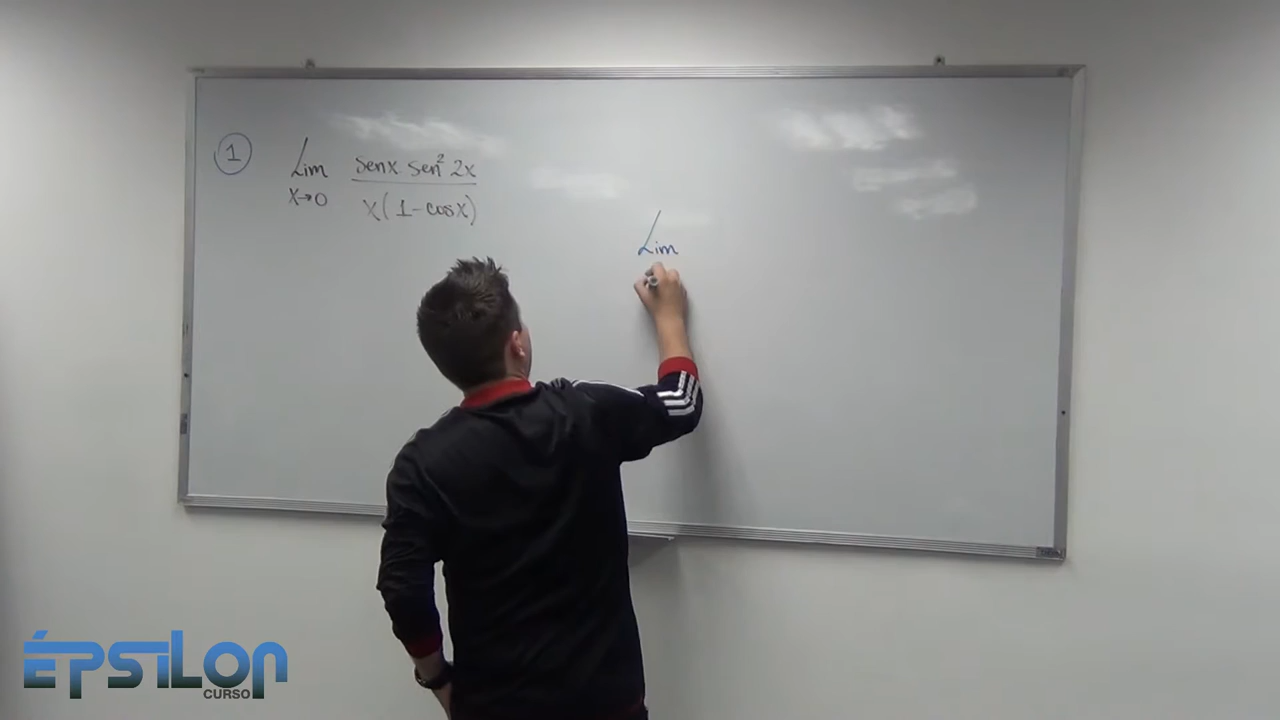 1
Lim senx. sen² 2x
x→0 x(1-cosx)
Lim
ÉPSILON
CURSO